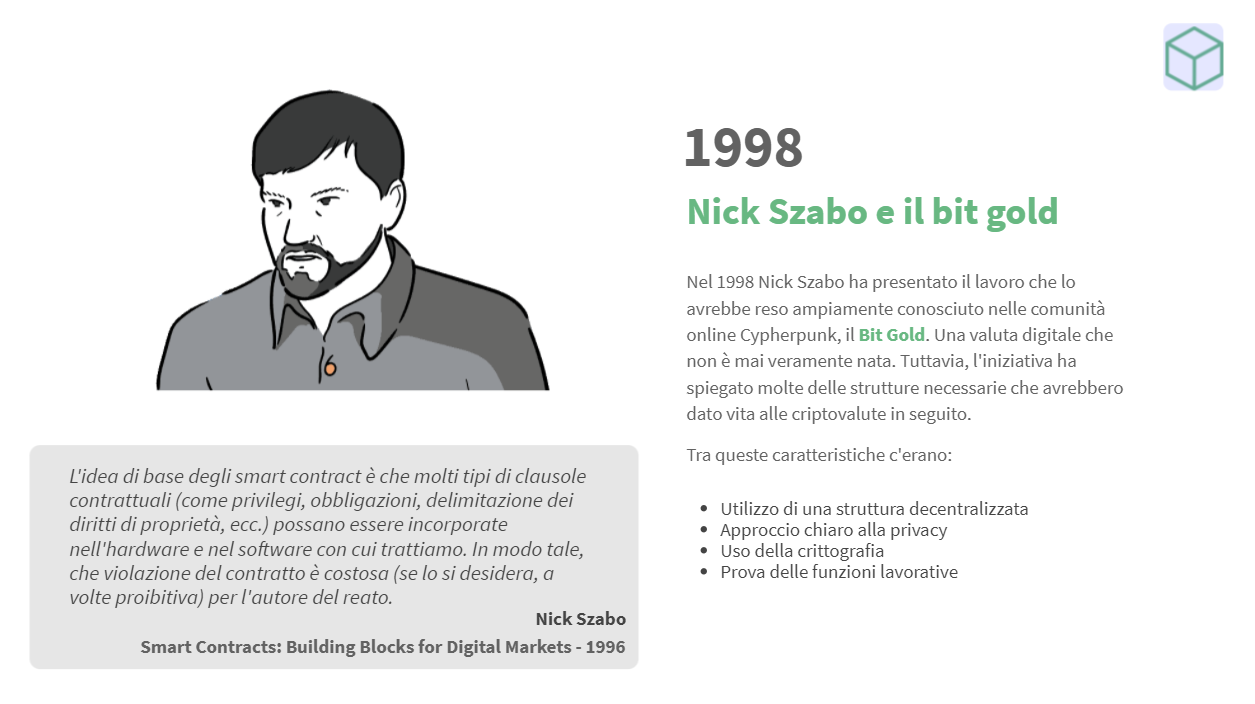 1998
Nick Szabo e il bit gold
Nel 1998 Nick Szabo ha presentato il lavoro che lo
avrebbe reso ampiamente conosciuto nelle comunità
online Cypherpunk, il Bit Gold. Una valuta digitale che
non è mai veramente nata. Tuttavia, l'iniziativa ha
spiegato molte delle strutture necessarie che avrebbero
dato vita alle criptovalute in seguito.
Tra queste caratteristiche c'erano:
• Utilizzo di una struttura decentralizzata
• Approccio chiaro alla privacy
• Uso della crittografia
• Prova delle funzioni lavorative
L'idea di base degli smart contract è che molti tipi di clausole
contrattuali (come privilegi, obbligazioni, delimitazione dei
diritti di proprietà, ecc.) possano essere incorporate
nell'hardware e nel software con cui trattiamo. In modo tale,
che violazione del contratto è costosa (se lo si desidera, a
volte proibitiva) per l'autore del reato.
Nick Szabo
Smart Contracts: Building Blocks for Digital Markets - 1996